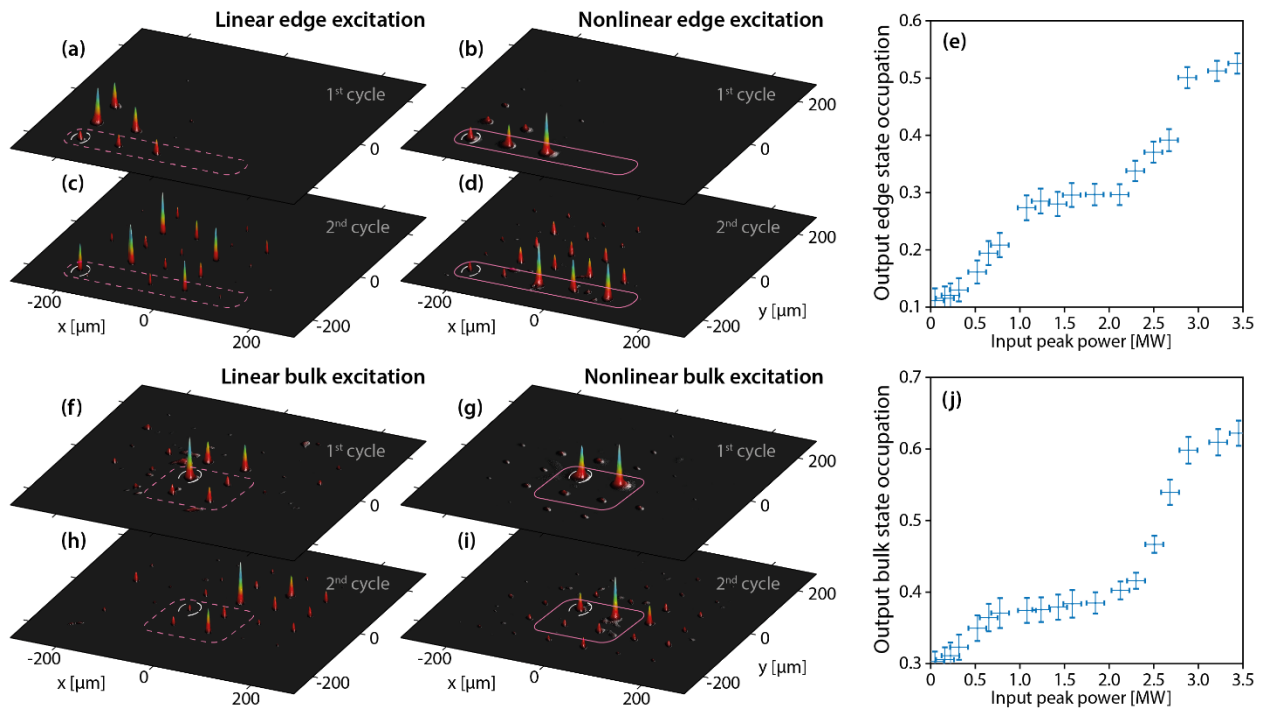 Linear edge excitation
Nonlinear edge excitation
(a)
1st cycle
0
(b)
1st cycle
200
0
(c)
2nd cycle
0
-200
-200
0
200
x [µm]
(d)
2nd cycle
200
0
-200
-200
0
200
x [µm]
y [µm]
(e)
Output edge state occupation
0.6
0.5
0.4
0.3
0.2
0.1
0 0.5 1.0 1.5 2.0 2.5 3.0 3.5
Input peak power [MW]
Linear bulk excitation
Nonlinear bulk excitation
(f)
1st cycle
0
(g)
1st cycle
200
0
(h)
2nd cycle
0
-200
-200
0
200
x [µm]
(i)
2nd cycle
200
0
-200
-200
0
200
x [µm]
y [µm]
(j)
Output bulk state occupation
0.7
0.6
0.5
0.4
0.3
0 0.5 1.0 1.5 2.0 2.5 3.0 3.5
Input peak power [MW]